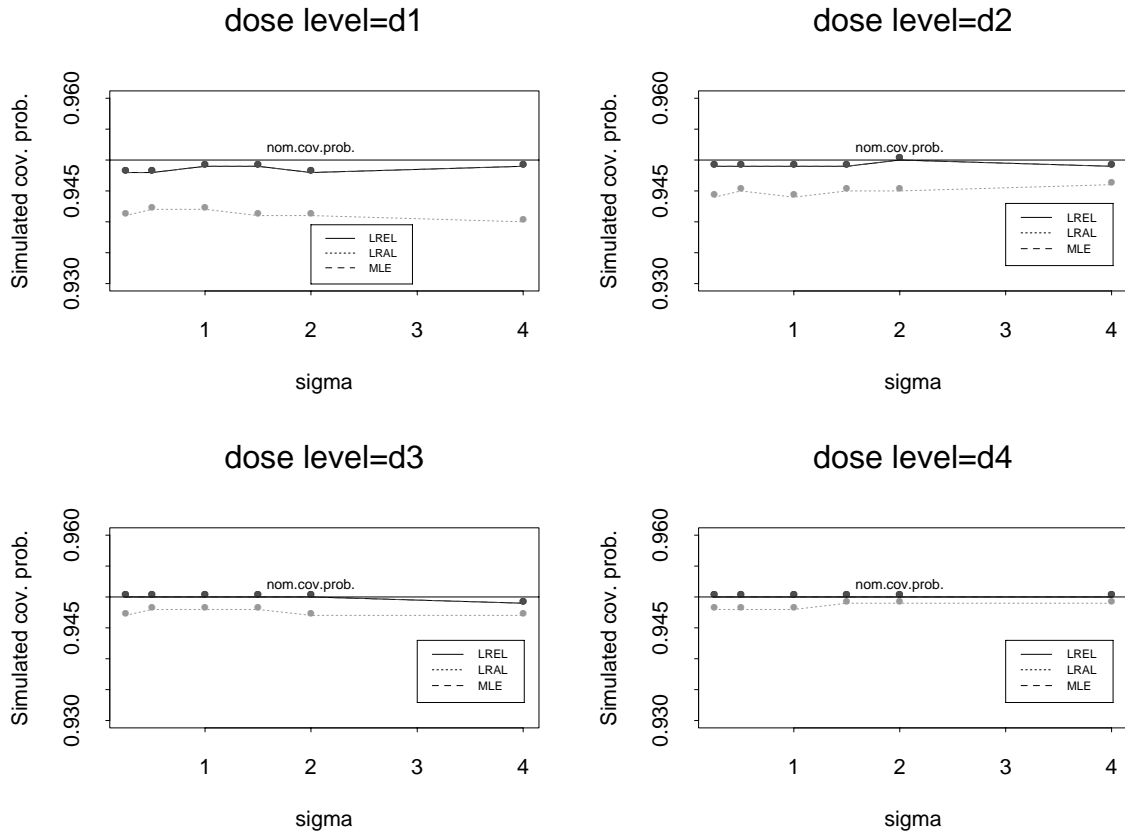 dose level=d1
Simulated cov. prob.
0.960
0.945
0.930
nom.cov.prob.
LREL
LRAL
MLE
1 2 3 4
sigma
dose level=d2
Simulated cov. prob.
0.960
0.945
0.930
nom.cov.prob.
LREL
LRAL
MLE
1 2 3 4
sigma
dose level=d3
Simulated cov. prob.
0.960
0.945
0.930
nom.cov.prob.
LREL
LRAL
MLE
1 2 3 4
sigma
dose level=d4
Simulated cov. prob.
0.960
0.945
0.930
nom.cov.prob.
LREL
LRAL
MLE
1 2 3 4
sigma